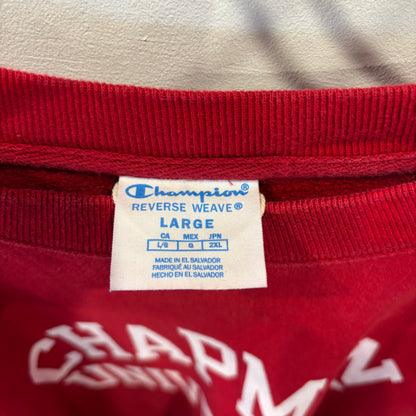 Champion®
REVERSE WEAVE®
LARGE
CA MEX JPN
L/G G 2XL
MADE IN EL SALVADOR
FABRIQUÉ AU SALVADOR
HECHO EN EL SALVADOR
CHAPM